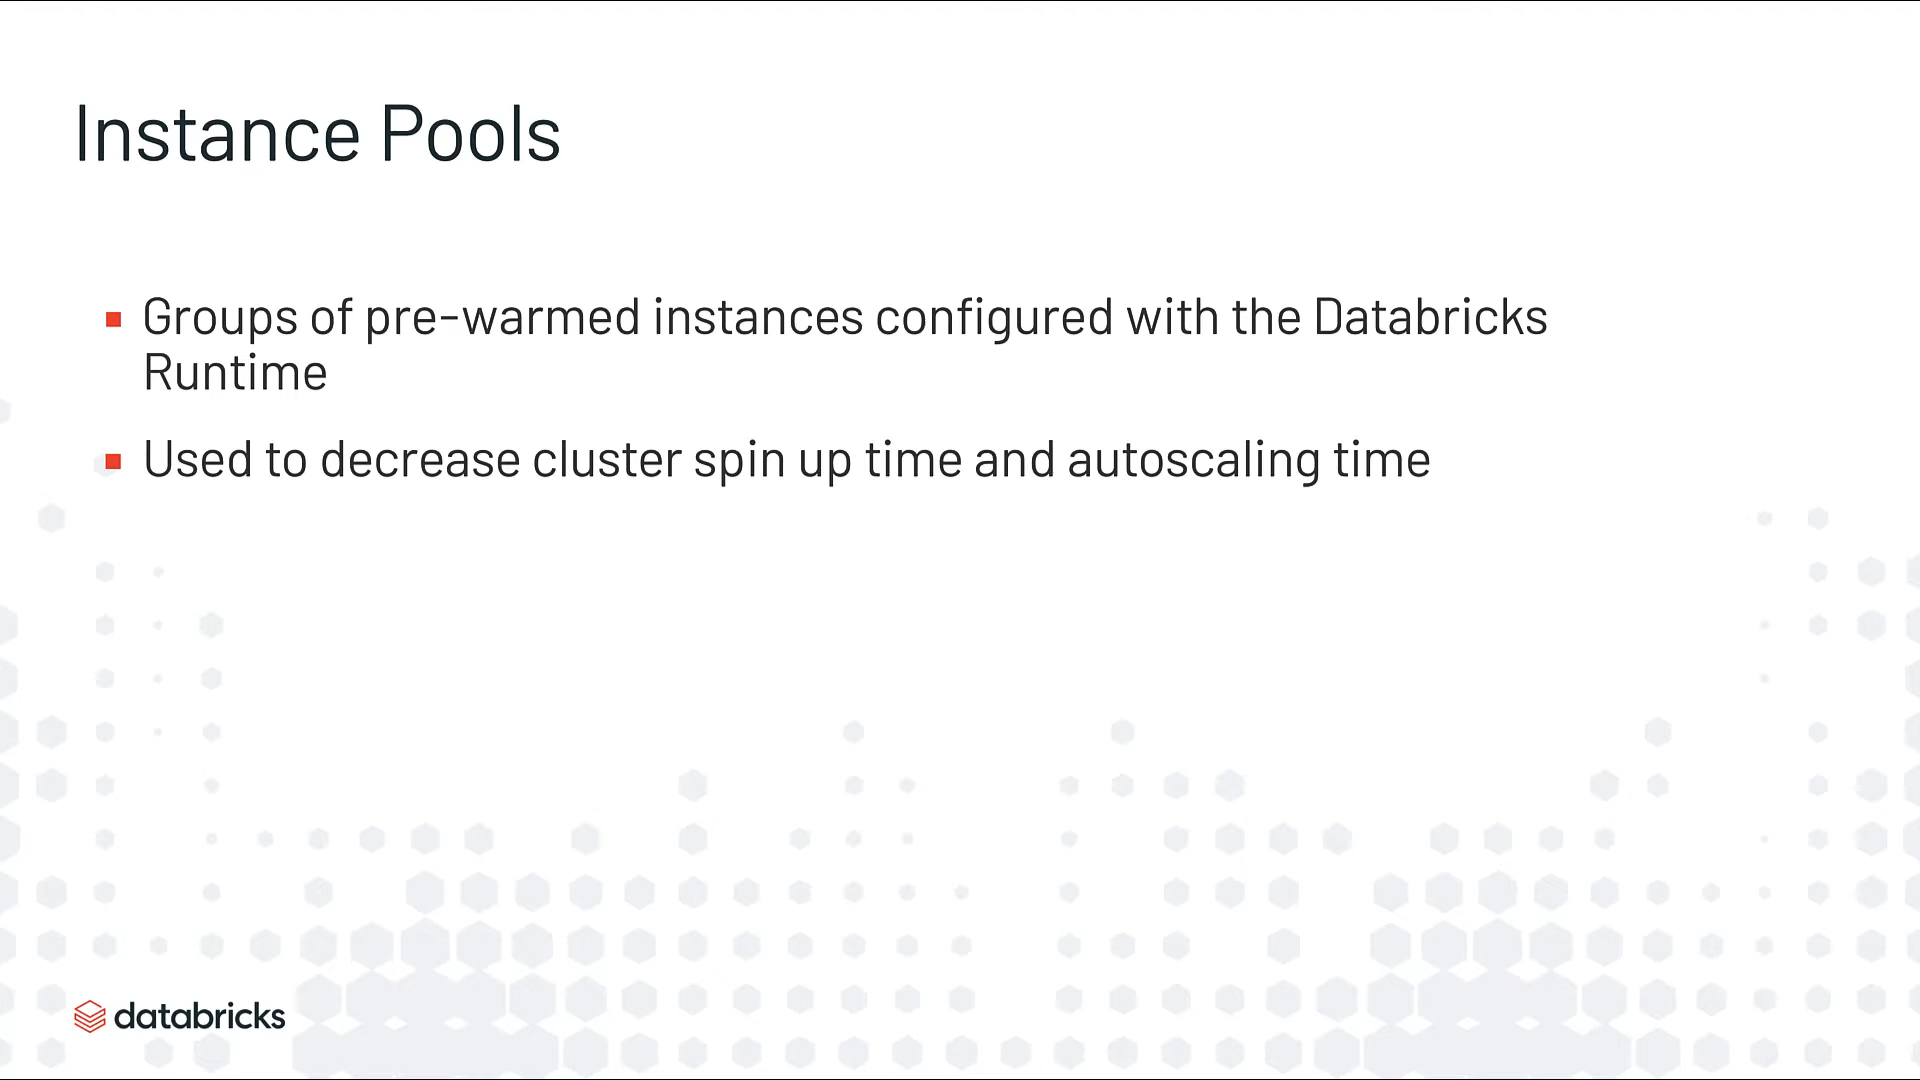 Instance Pools
Groups of pre-warmed instances configured with the Databricks
Runtime
Used to decrease cluster spin up time and autoscaling time
databricks